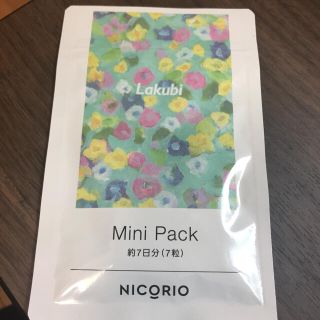 Lakubi
Mini Pack
約7日分(7粒)
NICORIO